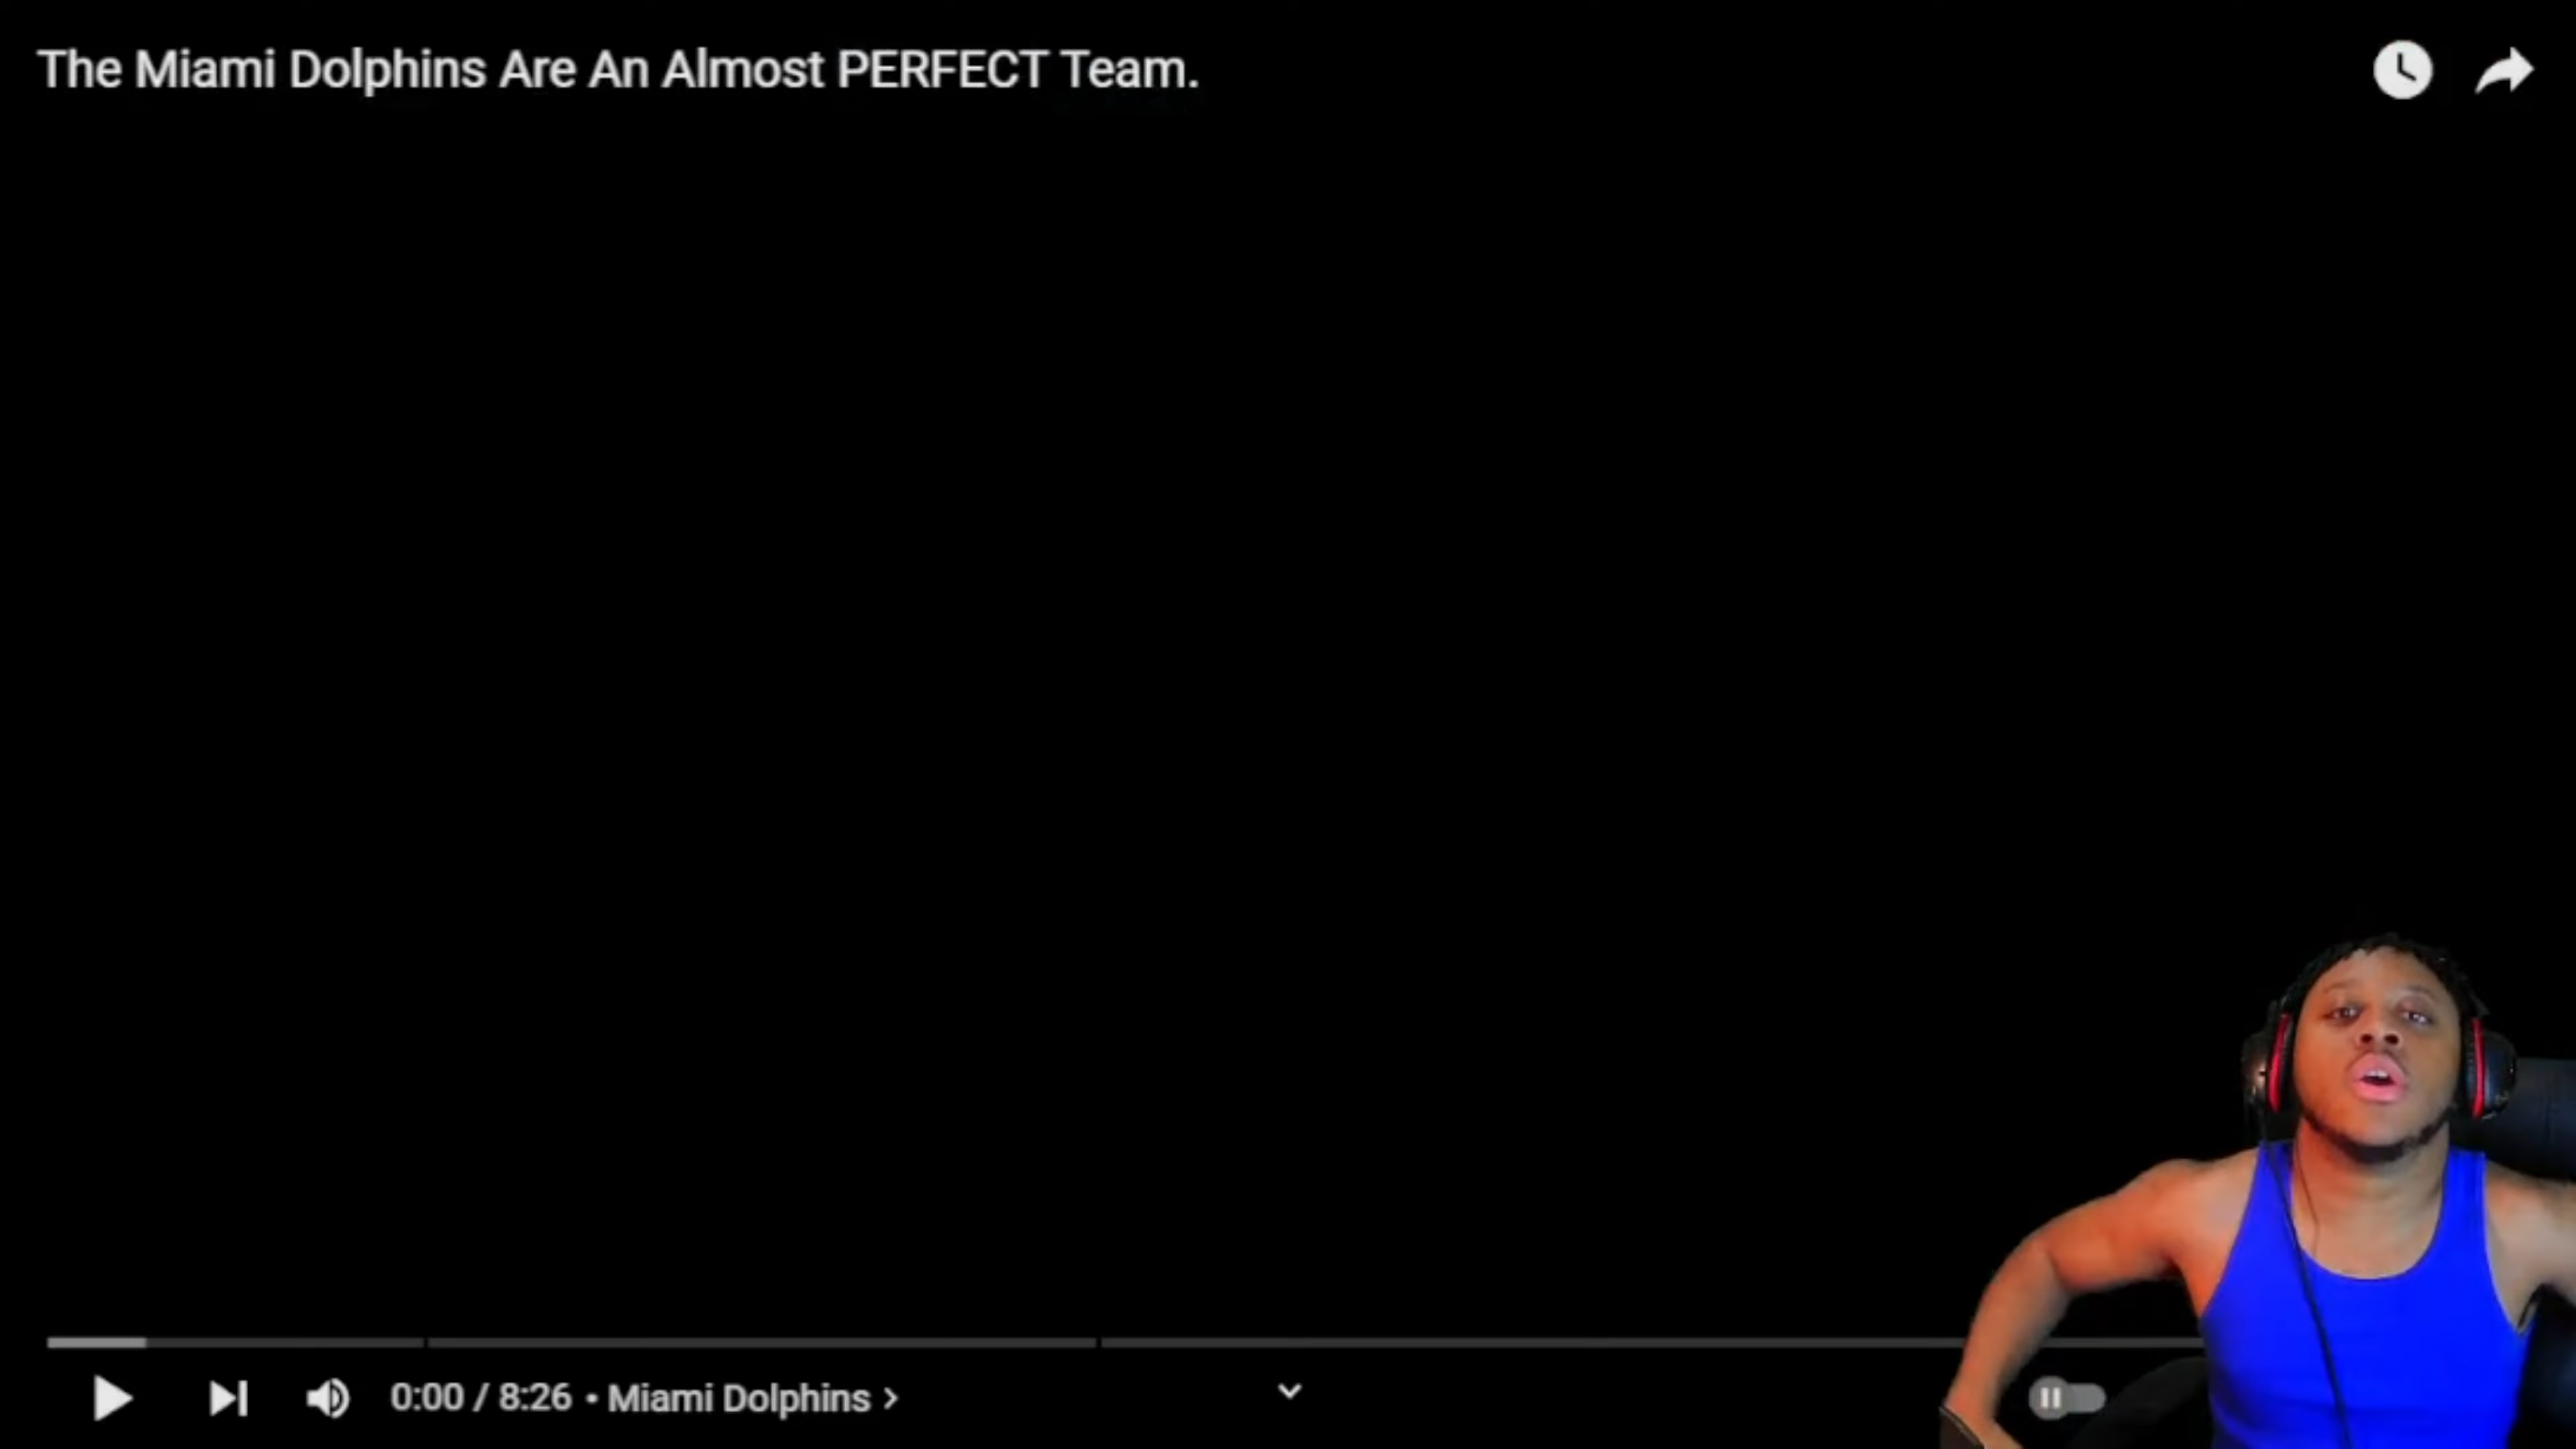 The Miami Dolphins Are An Almost PERFECT Team.
0:00 / 8:26 • Miami Dolphins >